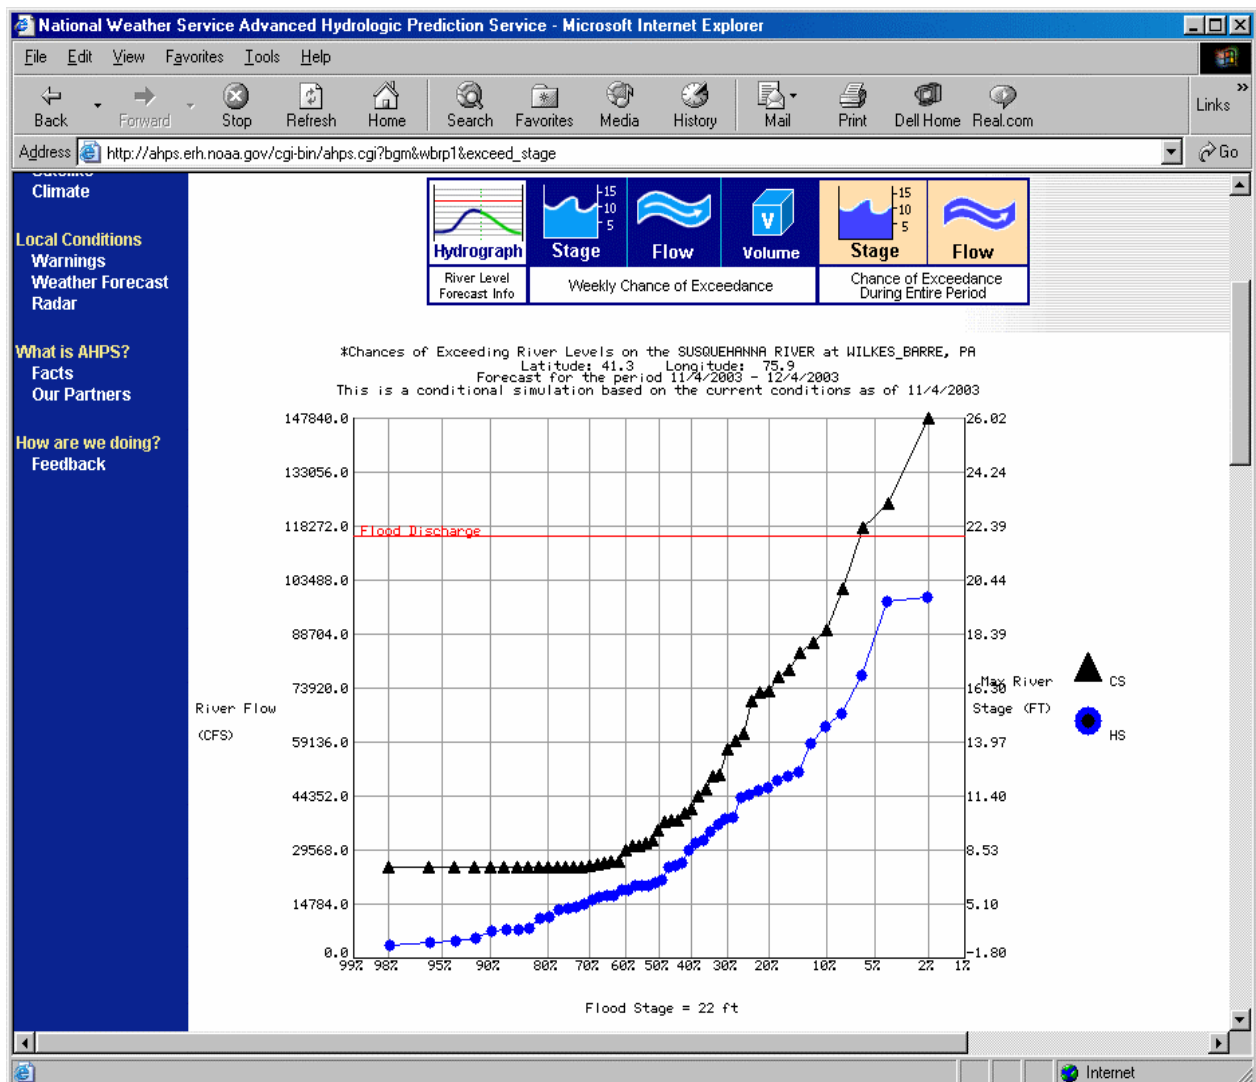 National Weather Service Advanced Hydrologic Prediction Service - Microsoft Internet Explorer
File Edit View Favorites Tools Help
Back Forward Stop Refresh Home Search Favorites Media History Mail Print Dell Home Real.com Links
Address http://ahps.erh.noaa.gov/cgi-bin/ahps.cgi?bgm&wbrp1&exceed_stage Go
Satellite
Climate
Local Conditions
Warnings
Weather Forecast
Radar
What is AHPS?
Facts
Our Partners
How are we doing?
Feedback
15
10
5
15
10
5
Hydrograph Stage Flow V Volume Stage Flow
River Level
Forecast Info
Weekly Chance of Exceedance
Chance of Exceedance
During Entire Period
*Chances of Exceeding River Levels on the SUSQUEHANNA RIVER at WILKES_BARRE, PA
Latitude: 41.3 Longitude: 75.9
Forecast for the period 11/4/2003 - 12/4/2003
This is a conditional simulation based on the current conditions as of 11/4/2003
147840.0 26.02
133056.0 24.24
118272.0 22.39
Flood Discharge
103488.0 20.44
88704.0 18.39
73920.0 16.30
59136.0 13.97
44352.0 11.40
29568.0 8.53
14784.0 5.10
0.0 -1.80
River Flow
(CFS)
Max River
Stage (FT)
CS
HS
99% 98% 95% 90% 80% 70% 60% 50% 40% 30% 20% 10% 5% 2% 1%
Flood Stage = 22 ft
Internet